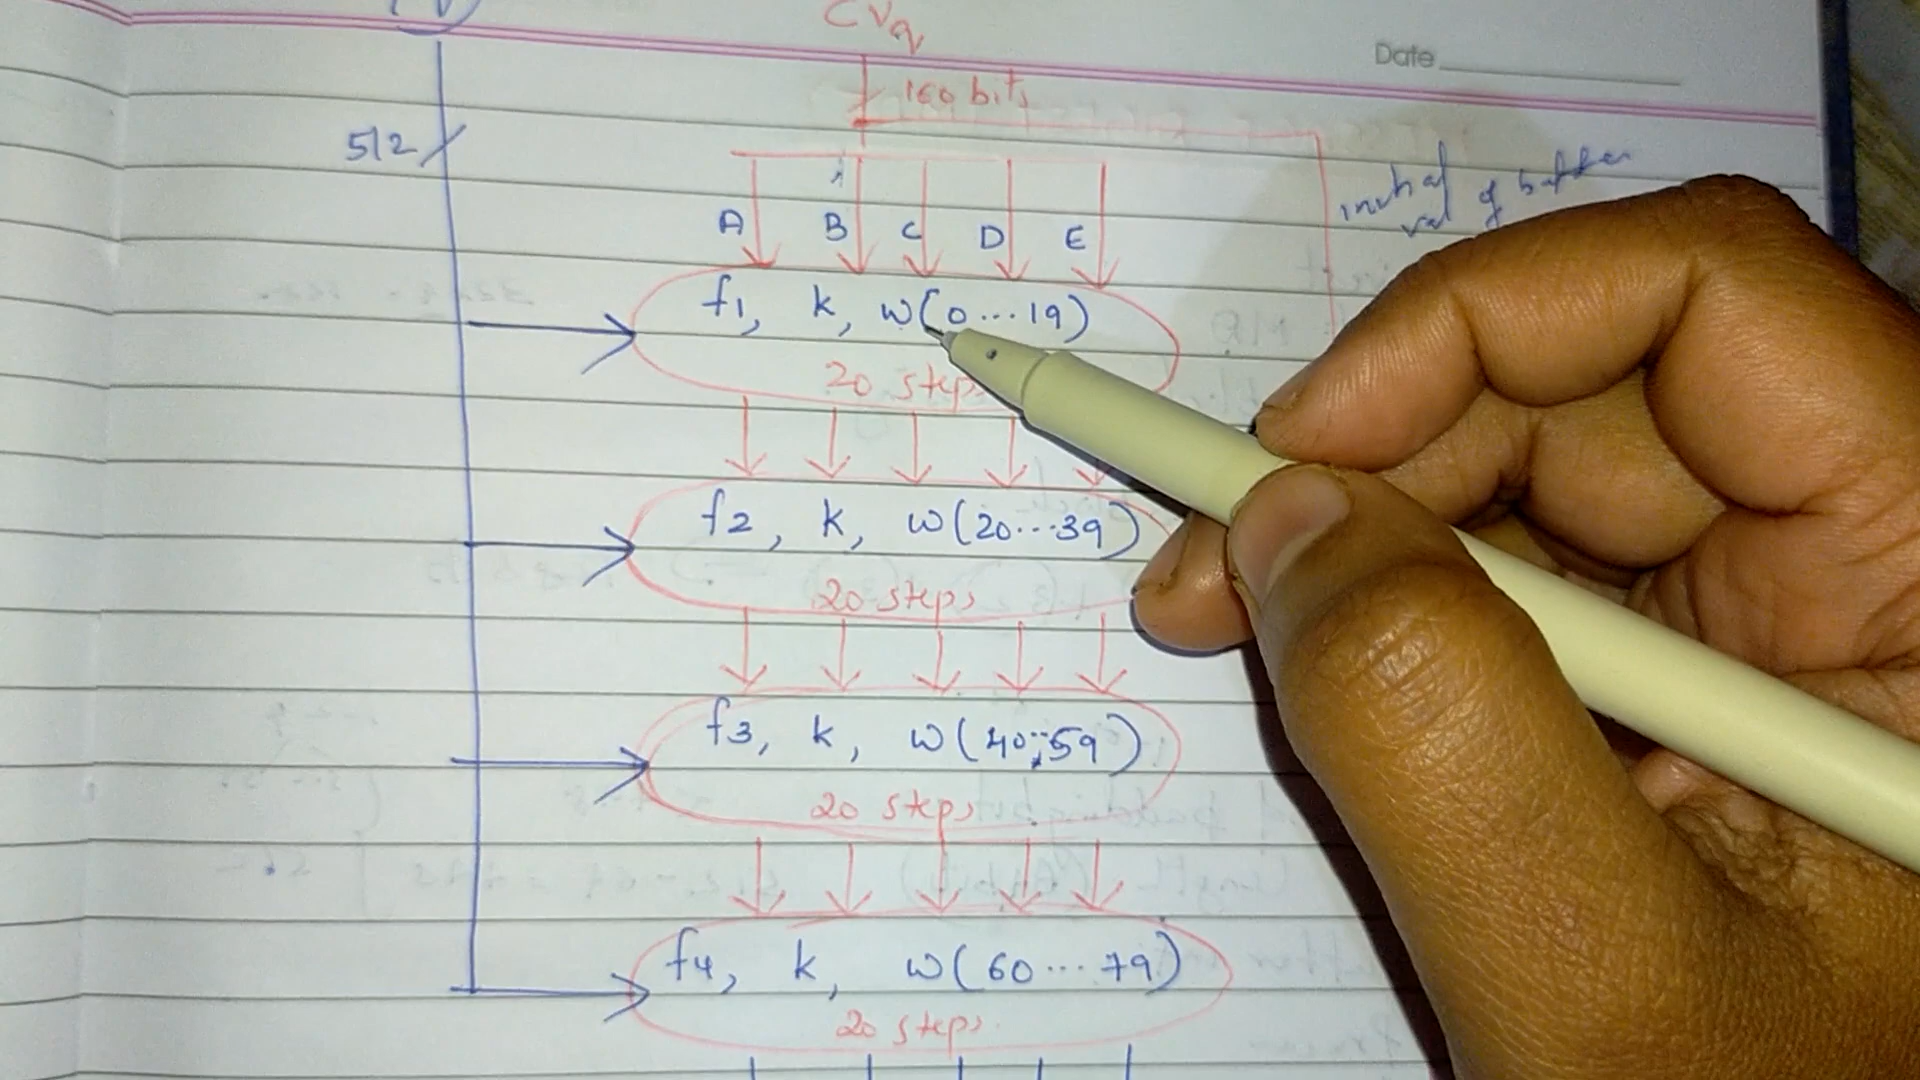 CVq
Date
160 bits
512
initial
val of buffer
A B C D E
f1, k, w(0...19)
20 steps
f2, k, w(20...39)
20 steps
f3, k, w(40...59)
20 steps
f4, k, w(60...79)
20 steps